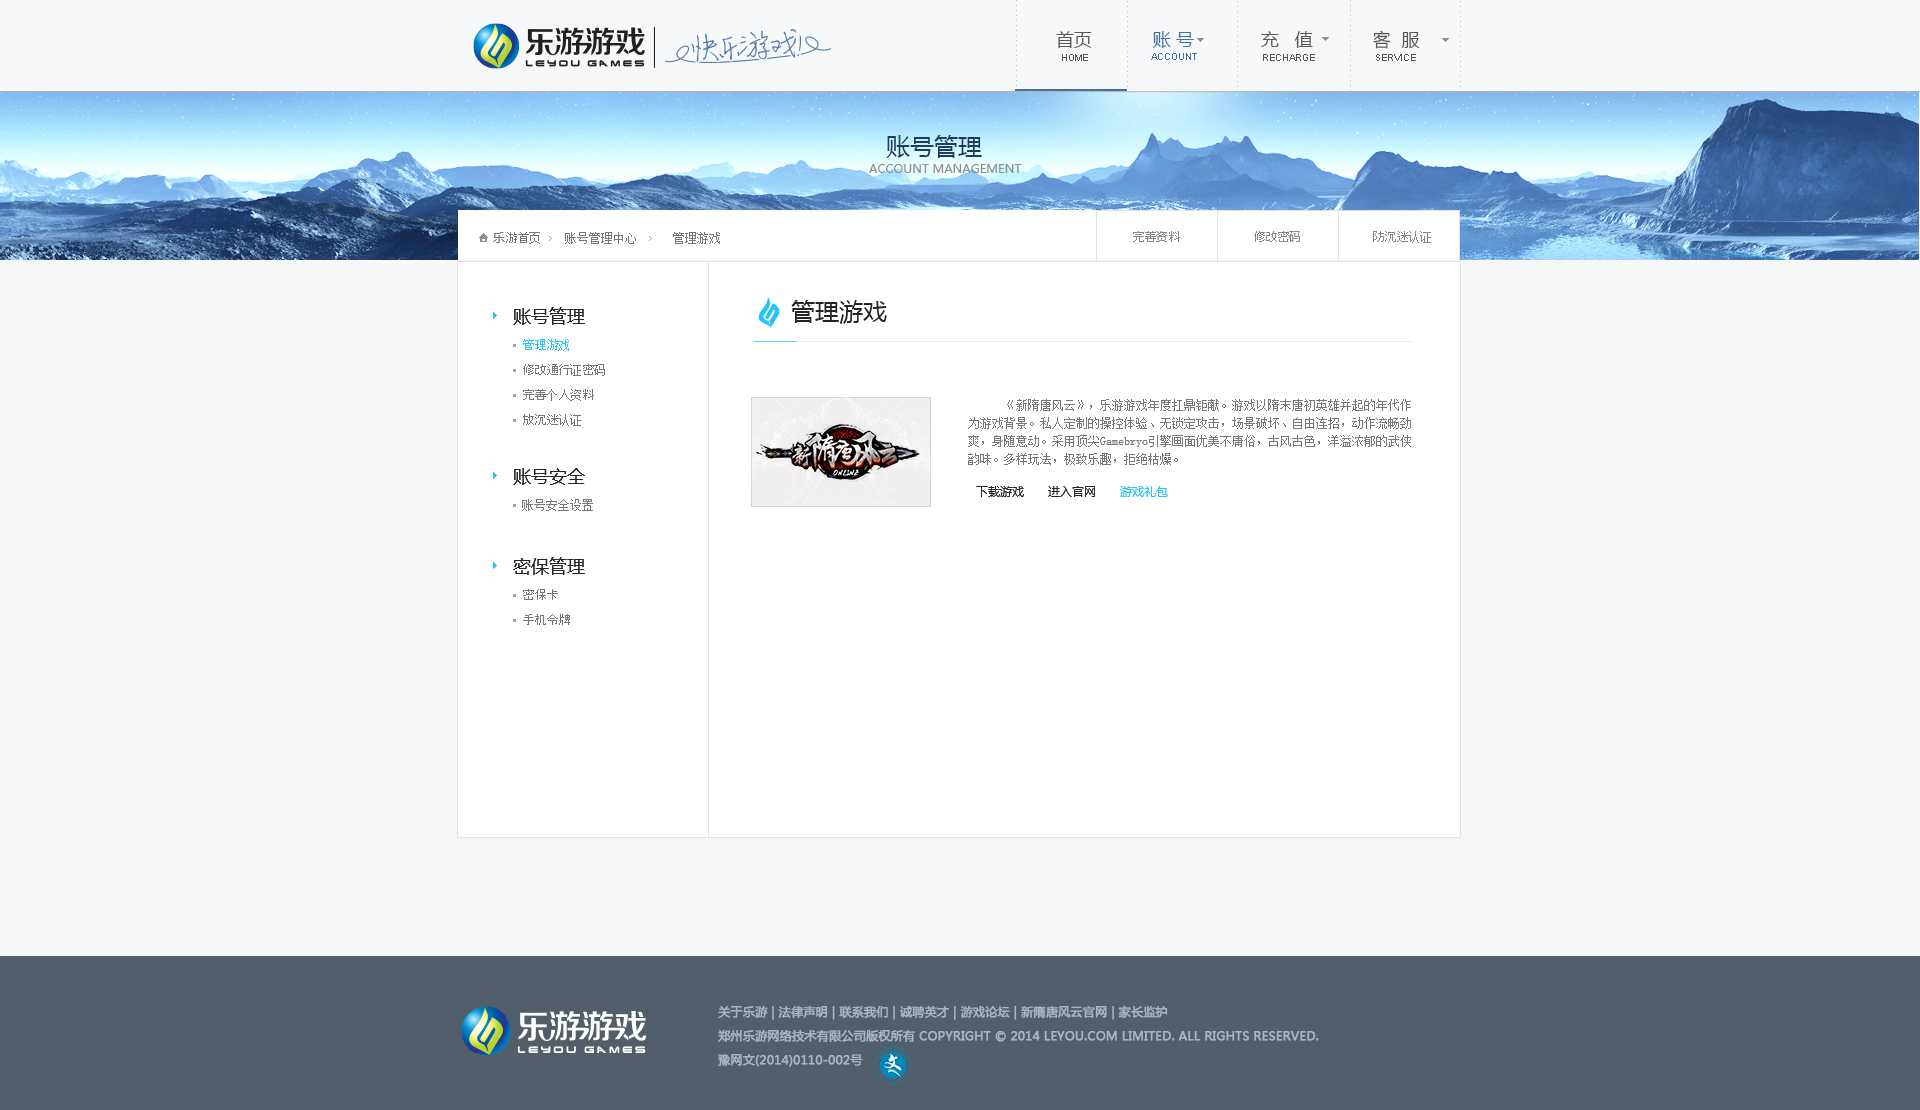 乐游游戏
LEYOU GAMES
快乐游戏!
首页
HOME
账 号
ACCOUNT
充 值
RECHARGE
客 服
SERVICE
账号管理
ACCOUNT MANAGEMENT
乐游首页 > 账号管理中心 > 管理游戏
完善资料
修改密码
防沉迷认证
账号管理
管理游戏
修改通行证密码
完善个人资料
放沉迷认证
账号安全
账号安全设置
密保管理
密保卡
手机令牌
管理游戏
新隋唐风云
ONLINE
《新隋唐风云》，乐游游戏年度扛鼎钜献。游戏以隋末唐初英雄并起的年代作
为游戏背景。私人定制的操控体验、无锁定攻击，场景破坏、自由连招，动作流畅劲
爽，身随意动。采用顶尖Gamebryo引擎画面优美不庸俗，古风古色，洋溢浓郁的武侠
韵味。多样玩法，极致乐趣，拒绝枯燥。
下载游戏 进入官网 游戏礼包
乐游游戏
LEYOU GAMES
关于乐游 | 法律声明 | 联系我们 | 诚聘英才 | 游戏论坛 | 新隋唐风云官网 | 家长监护
郑州乐游网络技术有限公司版权所有 COPYRIGHT © 2014 LEYOU.COM LIMITED. ALL RIGHTS RESERVED.
豫网文(2014)0110-002号
文